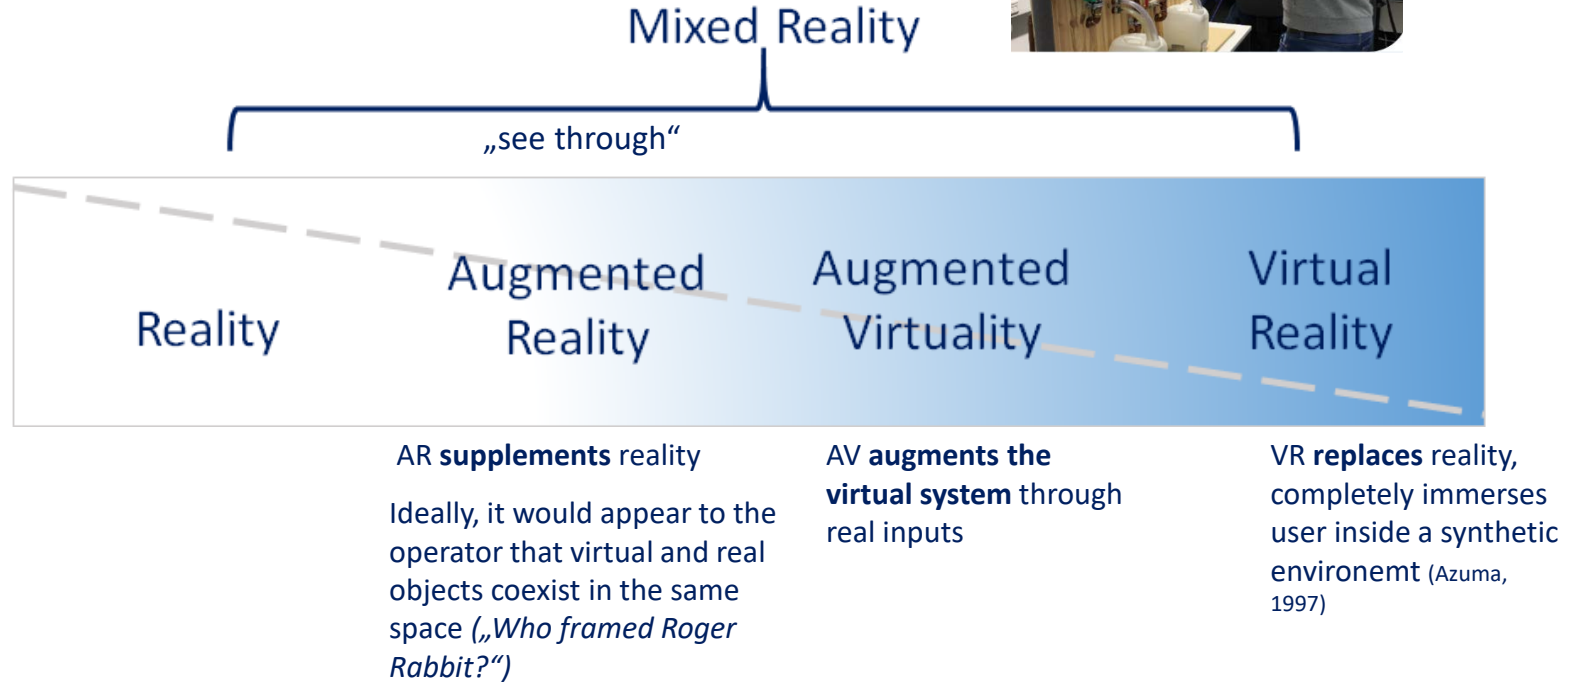 Mixed Reality
„see through“
Reality
Augmented
Reality
Augmented
Virtuality
Virtual
Reality
AR supplements reality
Ideally, it would appear to the
operator that virtual and real
objects coexist in the same
space („Who framed Roger
Rabbit?“)
AV augments the
virtual system through
real inputs
VR replaces reality,
completely immerses
user inside a synthetic
environemt (Azuma,
1997)